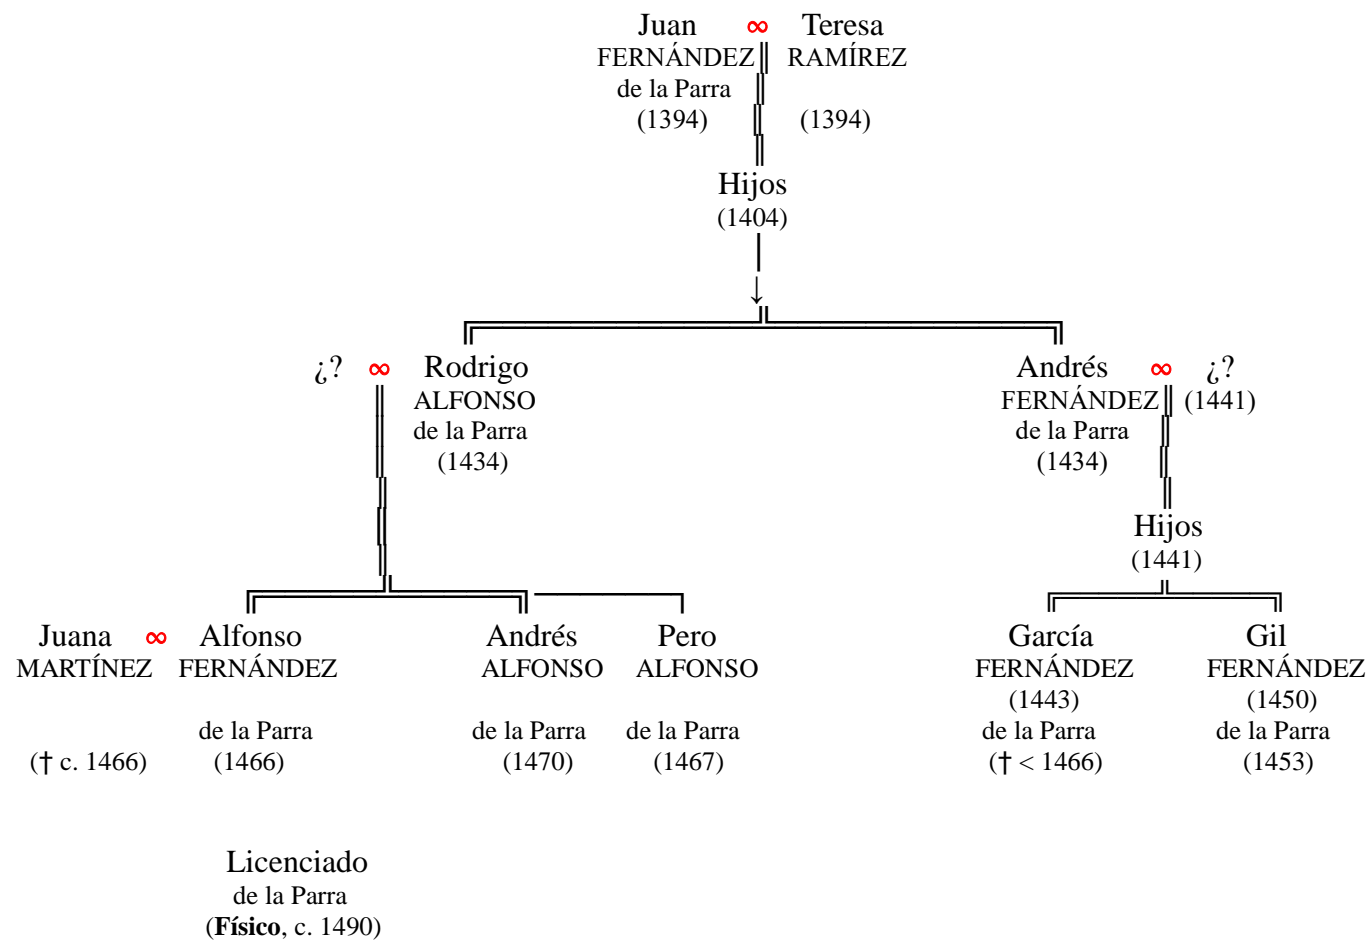 Juan ∞ Teresa
FERNÁNDEZ RAMÍREZ
de la Parra
(1394) (1394)
Hijos
(1404)
↓
¿? ∞ Rodrigo Andrés ∞ ¿?
ALFONSO FERNÁNDEZ (1441)
de la Parra de la Parra
(1434) (1434)
Hijos
(1441)
Juana ∞ Alfonso Andrés Pero García Gil
MARTÍNEZ FERNÁNDEZ ALFONSO ALFONSO FERNÁNDEZ FERNÁNDEZ
(1443) (1450)
de la Parra de la Parra de la Parra de la Parra de la Parra
(† c. 1466) (1466) (1470) (1467) († < 1466) (1453)
Licenciado
de la Parra
(Físico, c. 1490)